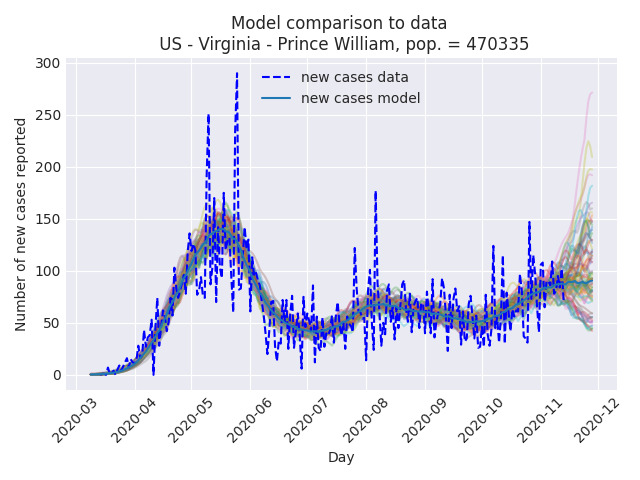 Model comparison to data
US - Virginia - Prince William, pop. = 470335
new cases data
new cases model
Number of new cases reported
300
250
200
150
100
50
0
2020-03
2020-04
2020-05
2020-06
2020-07
2020-08
2020-09
2020-10
2020-11
2020-12
Day